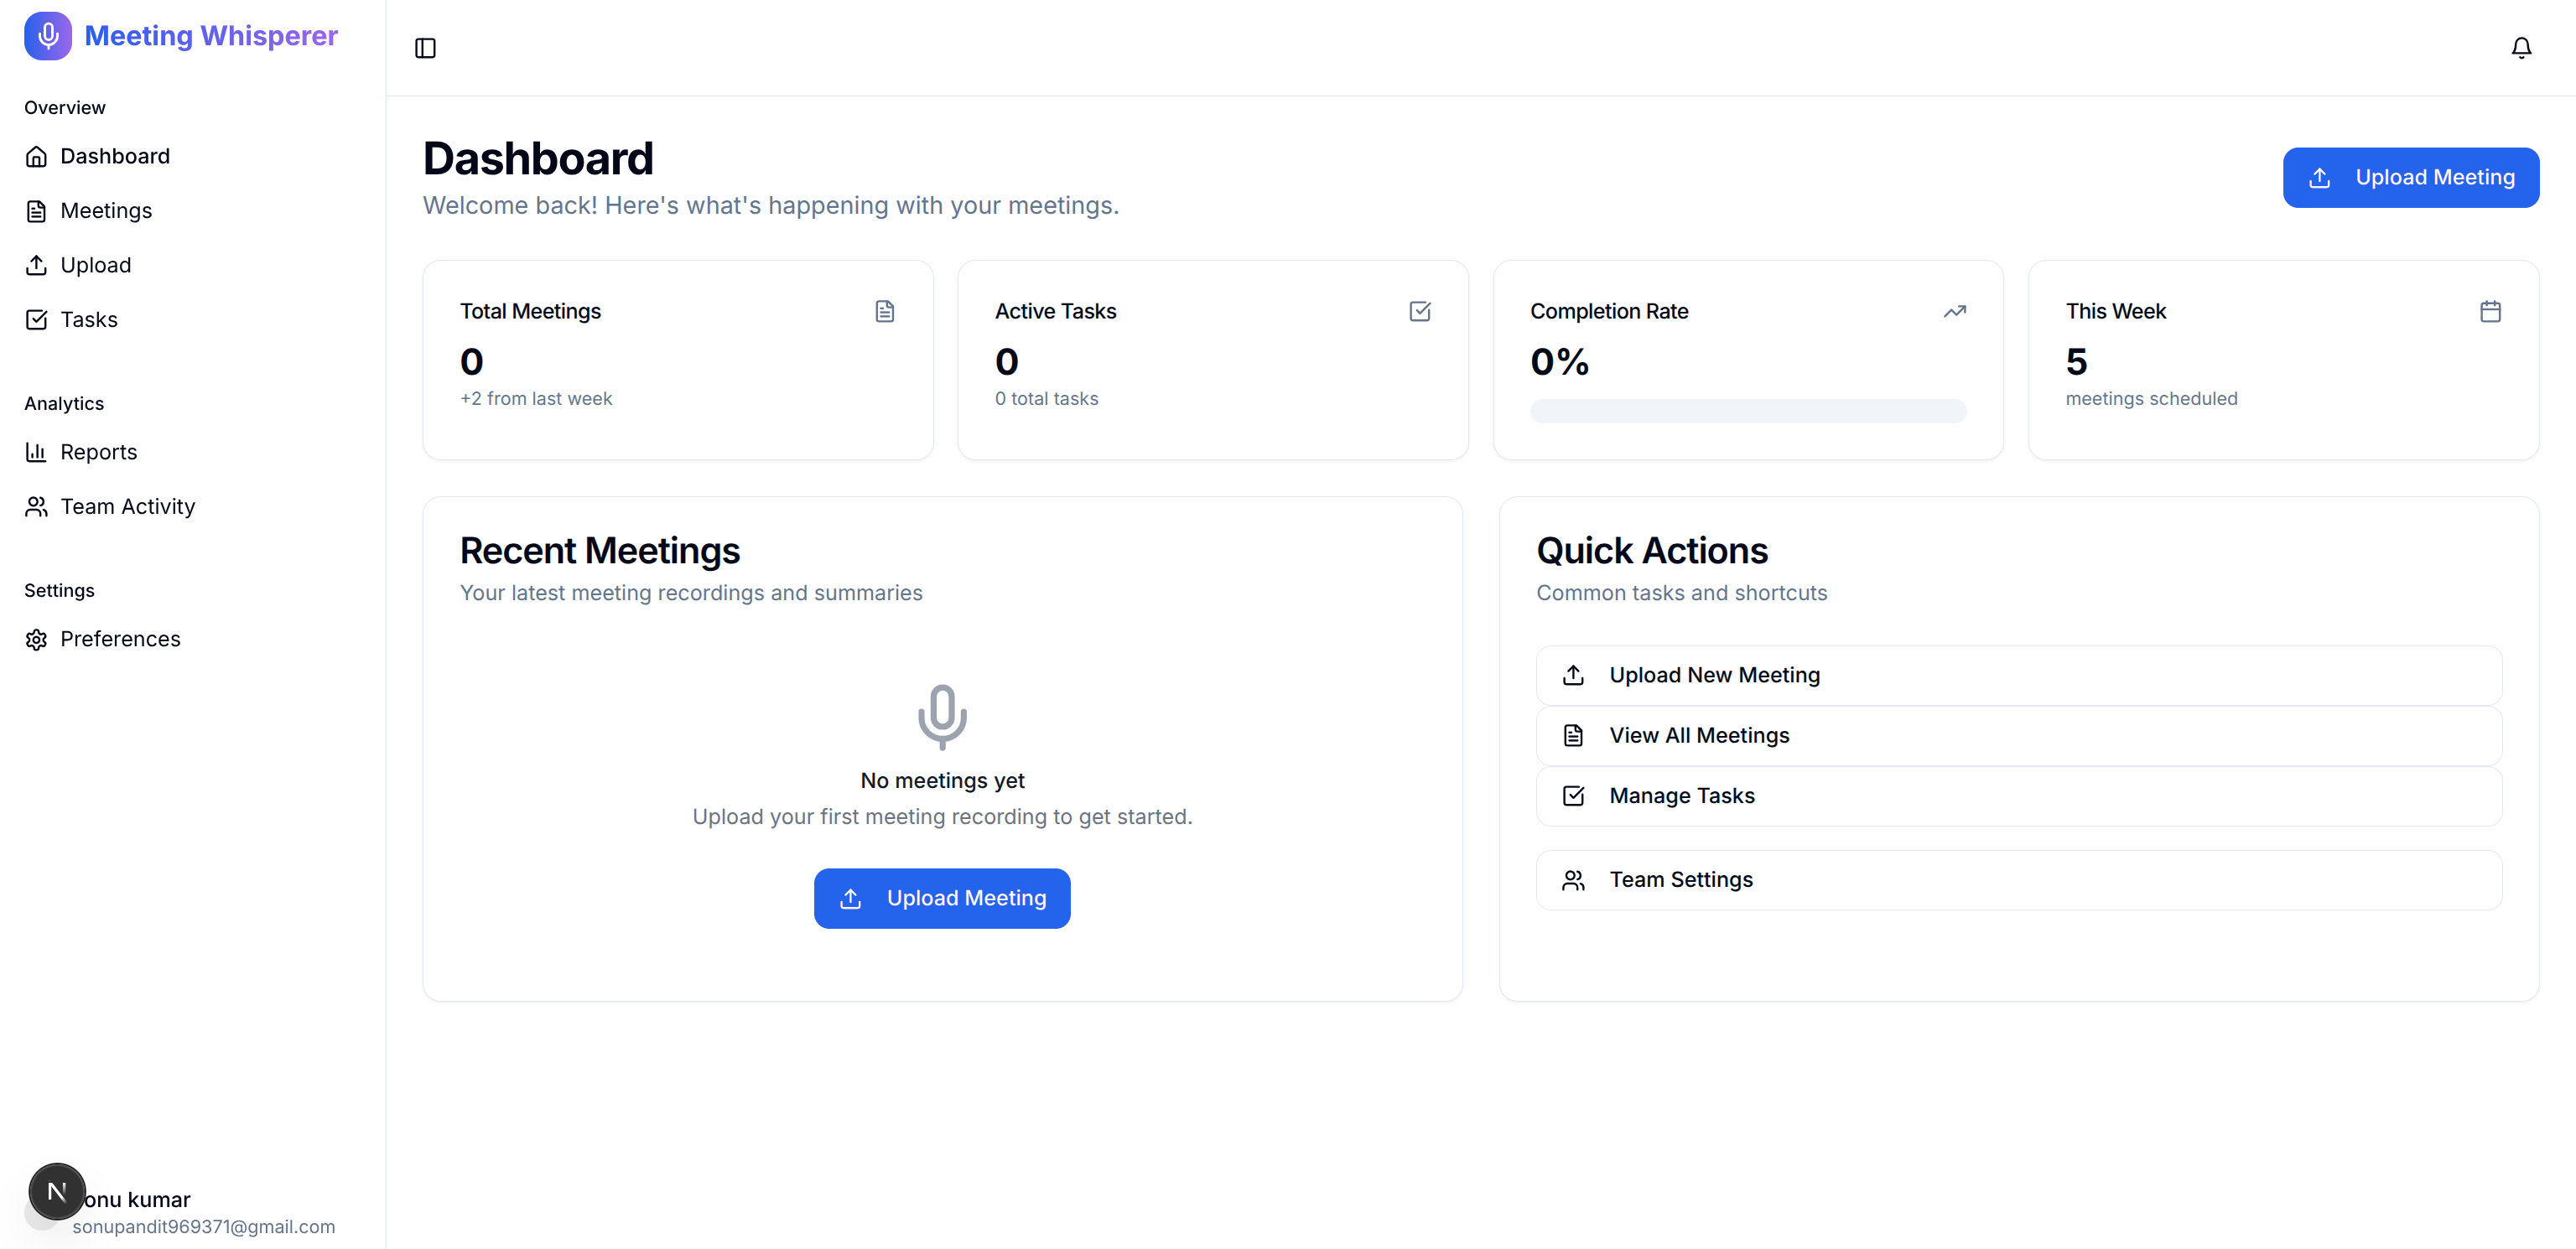 Meeting Whisperer
Overview
Dashboard
Meetings
Upload
Tasks
Analytics
Reports
Team Activity
Settings
Preferences
N
onu kumar
sonupandit969371@gmail.com
Dashboard
Welcome back! Here's what's happening with your meetings.
Upload Meeting
Total Meetings
0
+2 from last week
Active Tasks
0
0 total tasks
Completion Rate
0%
This Week
5
meetings scheduled
Recent Meetings
Your latest meeting recordings and summaries
No meetings yet
Upload your first meeting recording to get started.
Upload Meeting
Quick Actions
Common tasks and shortcuts
Upload New Meeting
View All Meetings
Manage Tasks
Team Settings